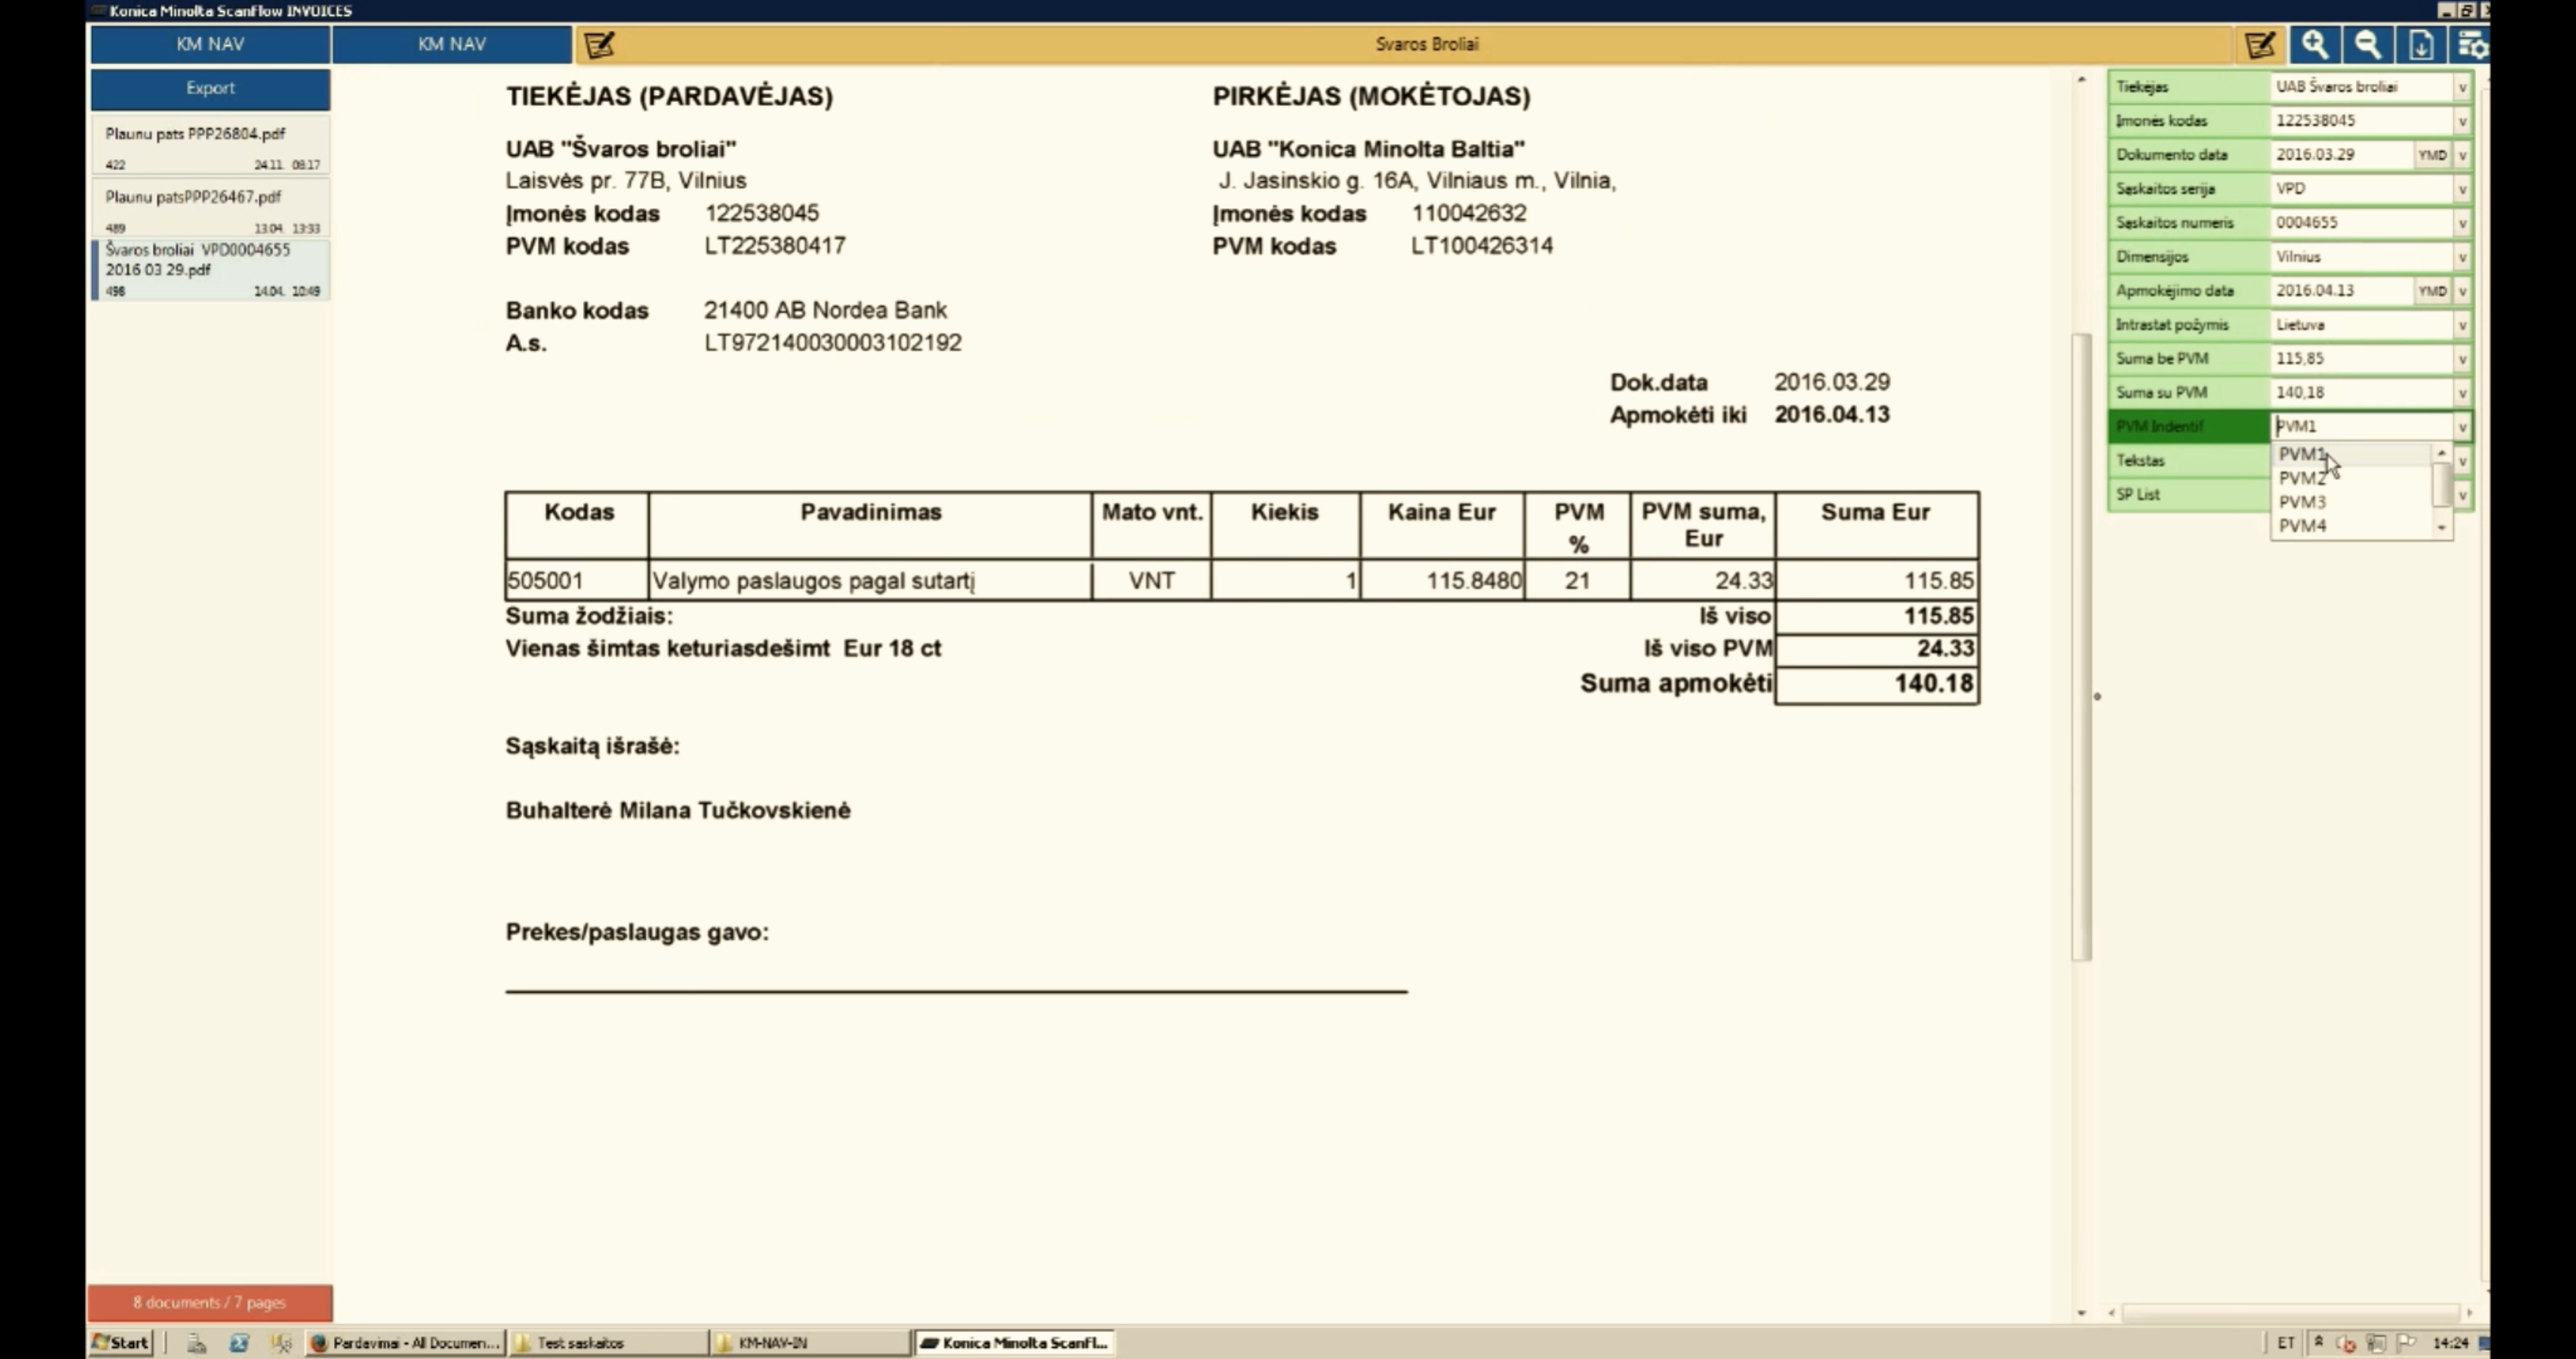 Konica Minolta ScanFlow INVOICES
KM NAV
KM NAV
Svaros Broliai
Export
Plaunu pats PPP26804.pdf
422 24.11. 08:17
Plaunu patsPPP26467.pdf
489 13.04. 13:33
Švaros broliai VPD0004655
2016 03 29.pdf
498 14.04. 10:49
8 documents / 7 pages
TIEKĖJAS (PARDAVĖJAS)
UAB "Švaros broliai"
Laisvės pr. 77B, Vilnius
Įmonės kodas 122538045
PVM kodas LT225380417
Banko kodas 21400 AB Nordea Bank
A.s. LT972140030003102192
PIRKĖJAS (MOKĖTOJAS)
UAB "Konica Minolta Baltia"
J. Jasinskio g. 16A, Vilniaus m., Vilnia,
Įmonės kodas 110042632
PVM kodas LT100426314
Dok.data 2016.03.29
Apmokėti iki 2016.04.13
Kodas Pavadinimas Mato vnt. Kiekis Kaina Eur PVM % PVM suma, Eur Suma Eur
505001 Valymo paslaugos pagal sutartį VNT 1 115.8480 21 24.33 115.85
Suma žodžiais: Iš viso 115.85
Vienas šimtas keturiasdešimt Eur 18 ct Iš viso PVM 24.33
Suma apmokėti 140.18
Sąskaitą išrašė:
Buhalterė Milana Tučkovskienė
Prekes/paslaugas gavo:
Tiekėjas UAB Švaros broliai v
Įmonės kodas 122538045 v
Dokumento data 2016.03.29 YMD v
Sąskaitos serija VPD v
Sąskaitos numeris 0004655 v
Dimensijos Vilnius v
Apmokėjimo data 2016.04.13 YMD v
Intrastat požymis Lietuva v
Suma be PVM 115,85 v
Suma su PVM 140,18 v
PVM Indentif PVM1 v
Tekstas v
SP List v
PVM1
PVM2
PVM3
PVM4
Start
Pardavimai - All Documen...
Test saskaitos
KM-NAV-IN
Konica Minolta ScanFl...
ET
14:24